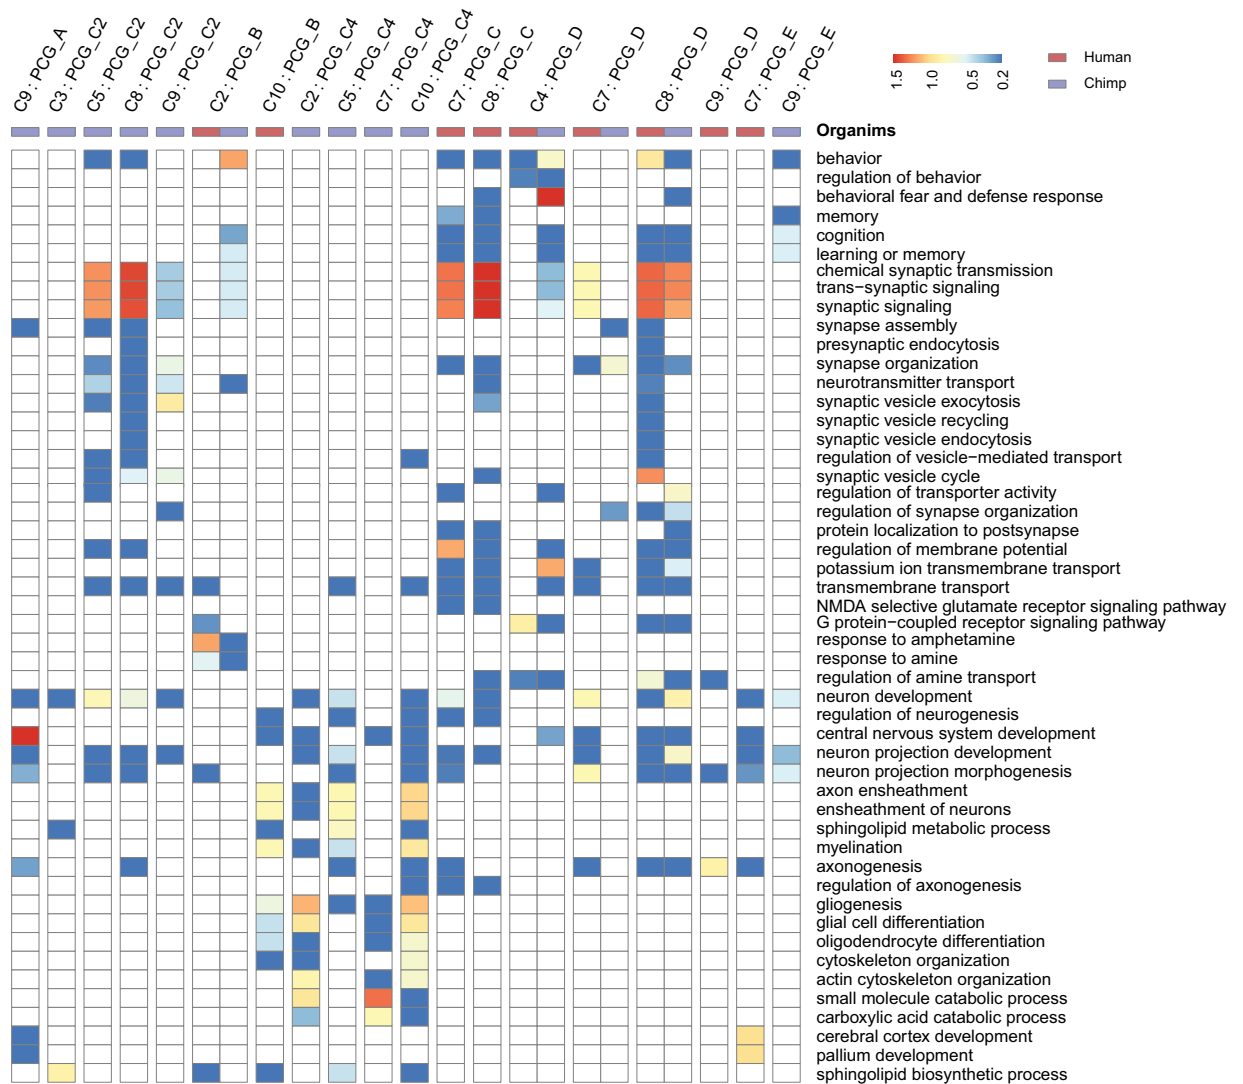 C9 : PCG_A
C3 : PCG_C2
C5 : PCG_C2
C8 : PCG_C2
C9 : PCG_C2
C2 : PCG_B
C10 : PCG_B
C2 : PCG_C4
C5 : PCG_C4
C7 : PCG_C4
C10 : PCG_C4
C7 : PCG_C
C8 : PCG_C
C4 : PCG_D
C7 : PCG_D
C8 : PCG_D
C9 : PCG_D
C7 : PCG_E
C9 : PCG_E
1.5
1.0
0.5
0.2
Human
Chimp
Organims
behavior
regulation of behavior
behavioral fear and defense response
memory
cognition
learning or memory
chemical synaptic transmission
trans−synaptic signaling
synaptic signaling
synapse assembly
presynaptic endocytosis
synapse organization
neurotransmitter transport
synaptic vesicle exocytosis
synaptic vesicle recycling
synaptic vesicle endocytosis
regulation of vesicle−mediated transport
synaptic vesicle cycle
regulation of transporter activity
regulation of synapse organization
protein localization to postsynapse
regulation of membrane potential
potassium ion transmembrane transport
transmembrane transport
NMDA selective glutamate receptor signaling pathway
G protein−coupled receptor signaling pathway
response to amphetamine
response to amine
regulation of amine transport
neuron development
regulation of neurogenesis
central nervous system development
neuron projection development
neuron projection morphogenesis
axon ensheathment
ensheathment of neurons
sphingolipid metabolic process
myelination
axonogenesis
regulation of axonogenesis
gliogenesis
glial cell differentiation
oligodendrocyte differentiation
cytoskeleton organization
actin cytoskeleton organization
small molecule catabolic process
carboxylic acid catabolic process
cerebral cortex development
pallium development
sphingolipid biosynthetic process